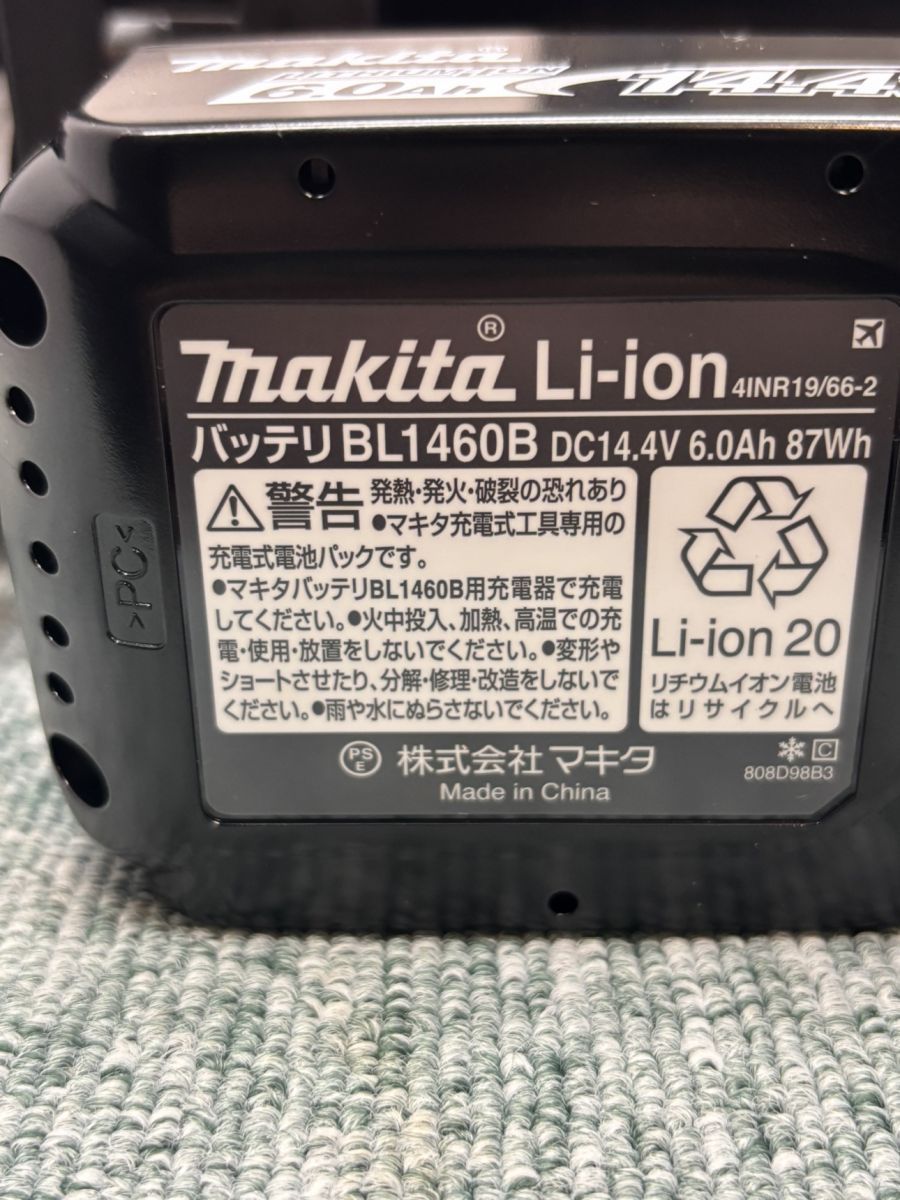 makita
LITHIUM-ION
6.0Ah 14.4
makita® Li-ion 4INR19/66-2
バッテリ BL1460B DC14.4V 6.0Ah 87Wh
警告 発熱・発火・破裂の恐れあり
●マキタ充電式工具専用の
充電式電池パックです。
●マキタバッテリBL1460B用充電器で充電
してください。●火中投入、加熱、高温での充
電・使用・放置をしないでください。●変形や
ショートさせたり、分解・修理・改造をしないで
ください。●雨や水にぬらさないでください。
Li-ion 20
リチウムイオン電池
はリサイクルへ
PS
E
株式会社 マキタ
Made in China
C
808D98B3
>PC<